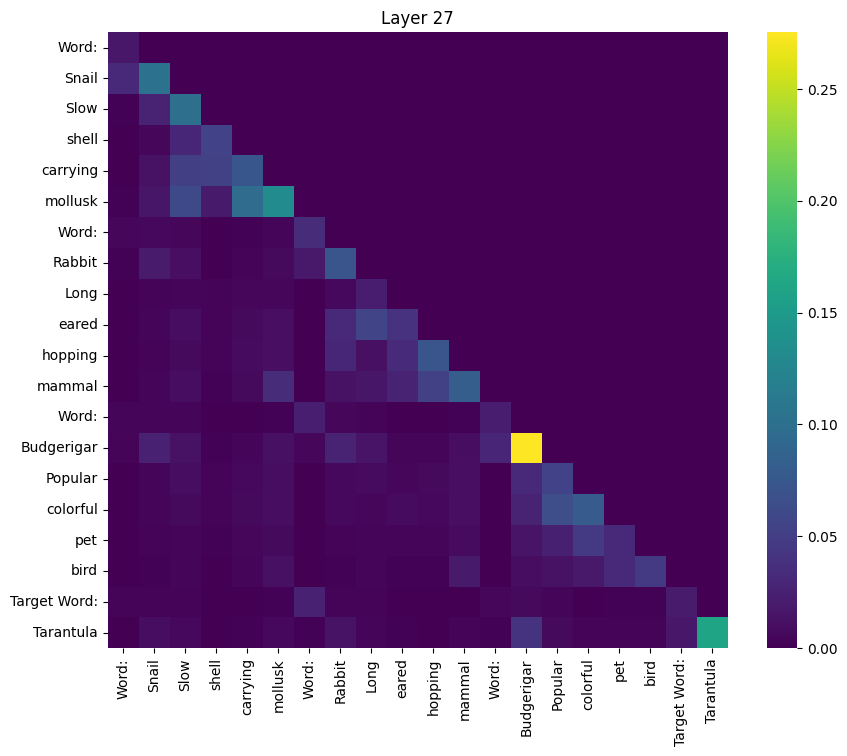 Layer 27
Word:
Snail
Slow
shell
carrying
mollusk
Word:
Rabbit
Long
eared
hopping
mammal
Word:
Budgerigar
Popular
colorful
pet
bird
Target Word:
Tarantula
0.25
0.20
0.15
0.10
0.05
0.00
Word:
Snail
Slow
shell
carrying
mollusk
Word:
Rabbit
Long
eared
hopping
mammal
Word:
Budgerigar
Popular
colorful
pet
bird
Target Word:
Tarantula